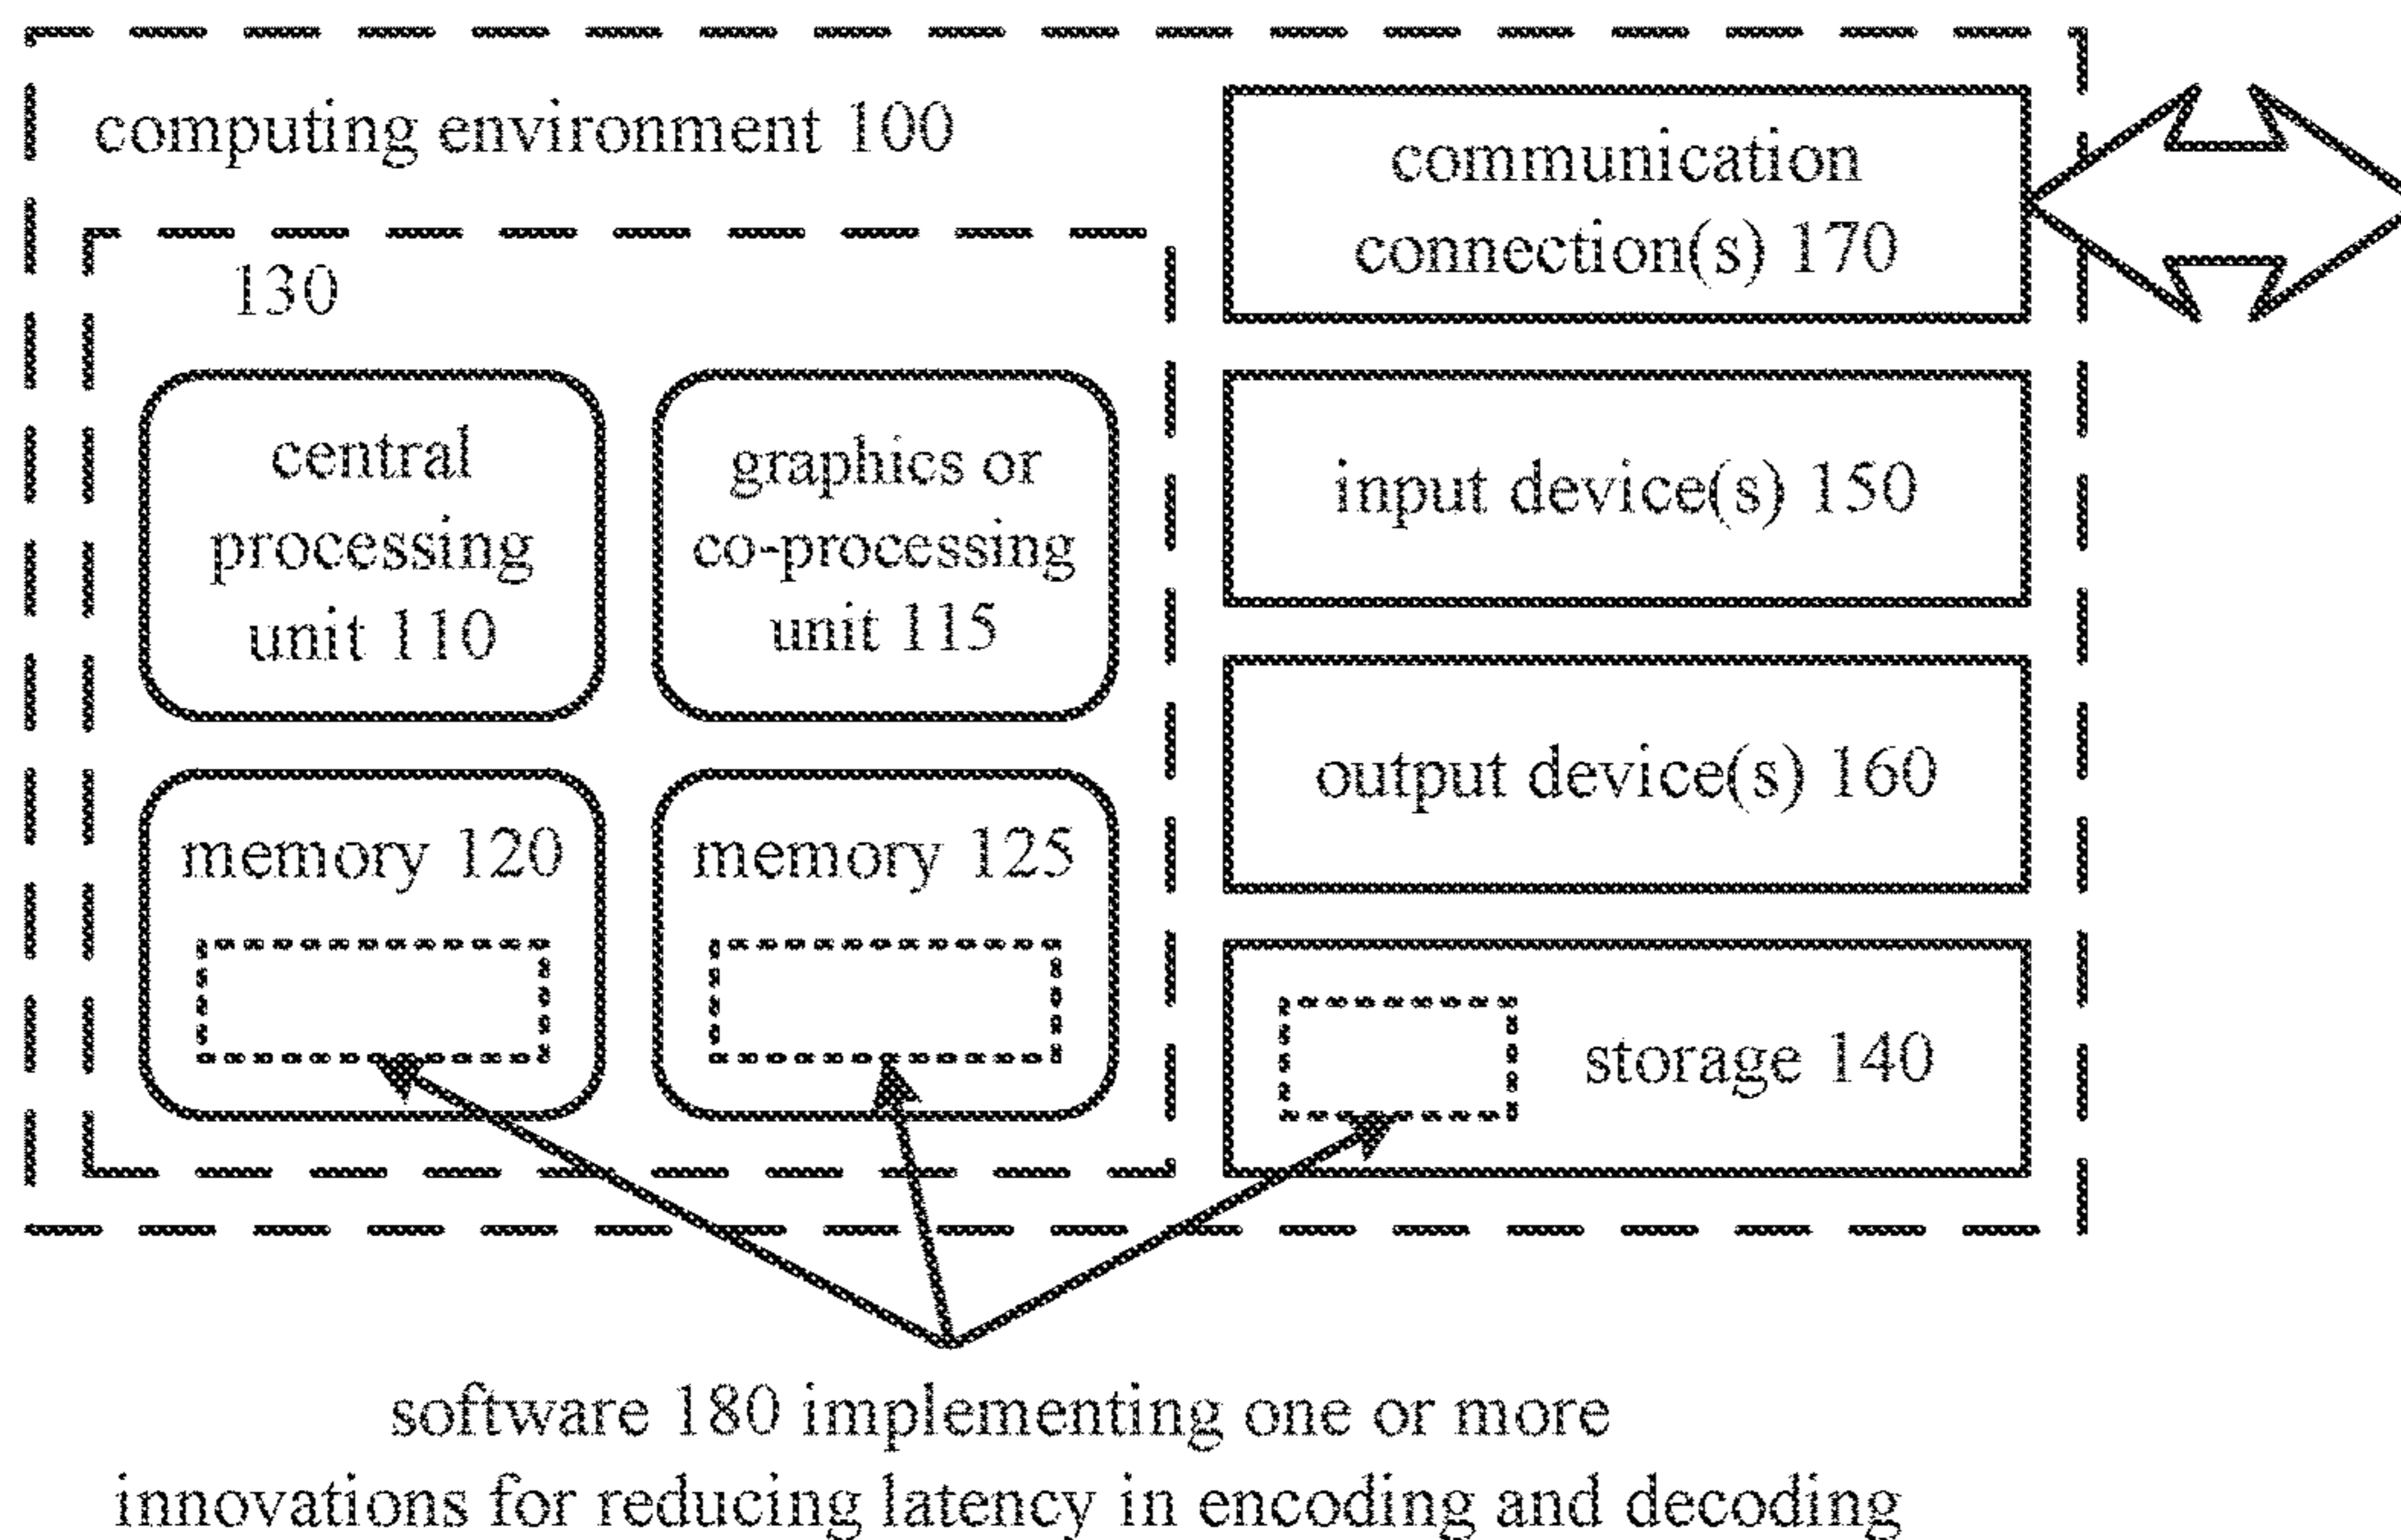 computing environment 100
130
central
processing
unit 110
graphics or
co-processing
unit 115
memory 120
memory 125
communication
connection(s) 170
input device(s) 150
output device(s) 160
storage 140
software 180 implementing one or more
innovations for reducing latency in encoding and decoding